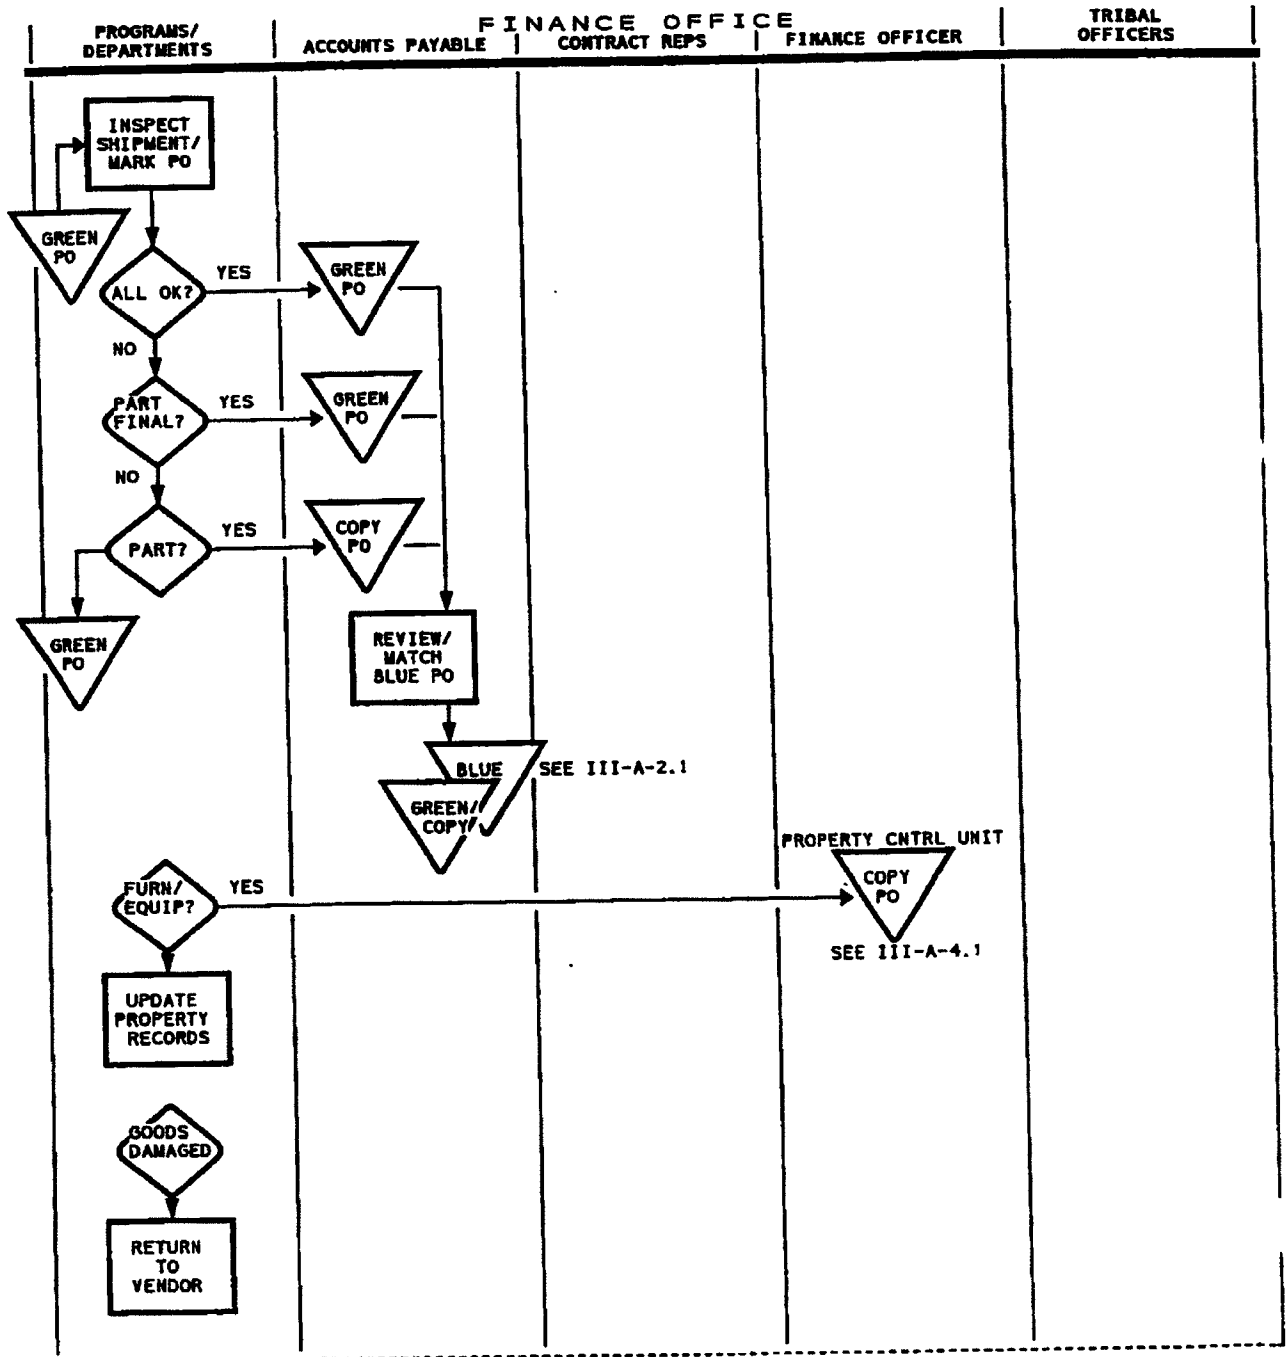 FINANCE OFFICE
PROGRAMS/
DEPARTMENTS
ACCOUNTS PAYABLE
CONTRACT REPS
FINANCE OFFICER
TRIBAL
OFFICERS
INSPECT
SHIPMENT/
MARK PO
GREEN
PO
ALL OK?
YES
GREEN
PO
NO
PART
FINAL?
YES
GREEN
PO
NO
PART?
YES
COPY
PO
GREEN
PO
REVIEW/
MATCH
BLUE PO
BLUE
SEE III-A-2.1
GREEN/
COPY
PROPERTY CNTRL UNIT
COPY
PO
FURN/
EQUIP?
YES
SEE III-A-4.1
UPDATE
PROPERTY
RECORDS
GOODS
DAMAGED
RETURN
TO
VENDOR